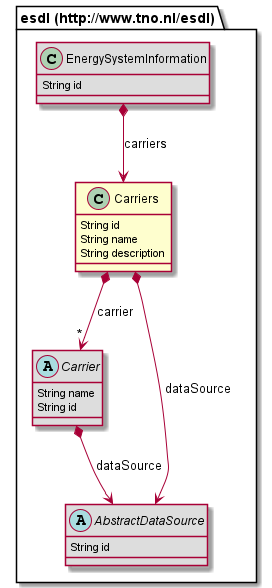 esdl (http://www.tno.nl/esdl)
C EnergySystemInformation
String id
carriers
C Carriers
String id
String name
String description
carrier
*
A Carrier
String name
String id
dataSource
dataSource
A AbstractDataSource
String id